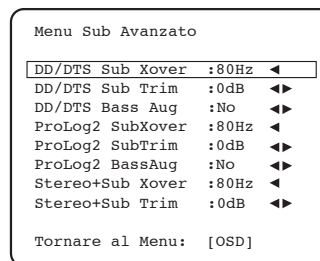 Menu Sub Avanzato
DD/DTS Sub Xover :80Hz ◄
DD/DTS Sub Trim :0dB ◄►
DD/DTS Bass Aug :No ◄►
ProLog2 SubXover :80Hz ◄
ProLog2 SubTrim :0dB ◄►
ProLog2 BassAug :No ◄►
Stereo+Sub Xover :80Hz ◄
Stereo+Sub Trim :0dB ◄►
Tornare al Menu: [OSD]